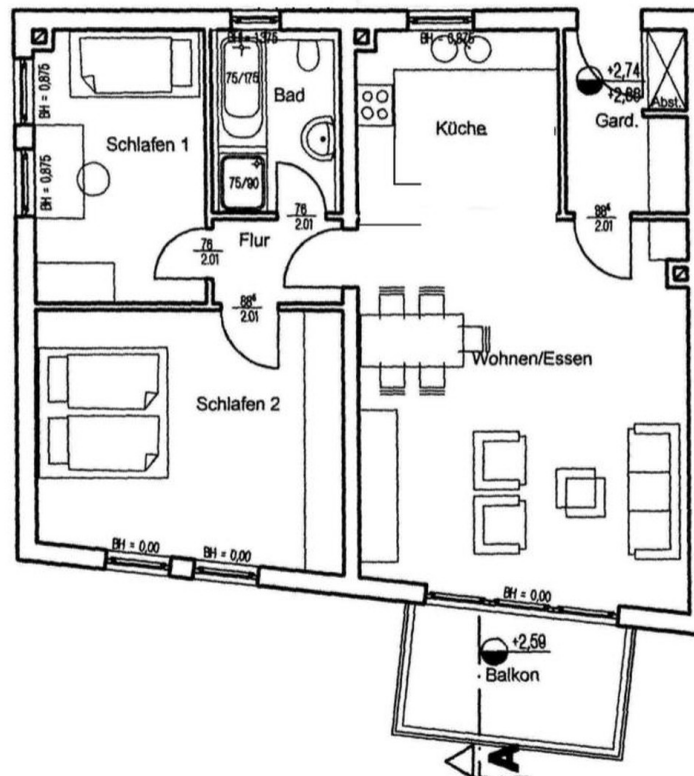 BH = 1,375
BH = 0,875
75/175
Bad
Küche
+2,74
+2,68
Abst.
Gard.
BH = 0,875
Schlafen 1
BH = 0,875
75/90
76
2.01
88⁵
2.01
Flur
76
2.01
88⁵
2.01
Wohnen/Essen
Schlafen 2
BH = 0,00
BH = 0,00
BH = 0,00
+2,59
Balkon
A